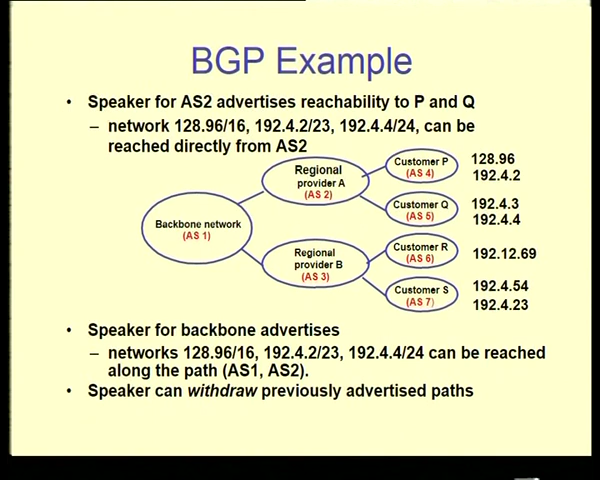 BGP Example
• Speaker for AS2 advertises reachability to P and Q
– network 128.96/16, 192.4.2/23, 192.4.4/24, can be
reached directly from AS2
Regional
provider A
(AS 2)
Customer P
(AS 4)
128.96
192.4.2
Customer Q
(AS 5)
192.4.3
192.4.4
Backbone network
(AS 1)
Regional
provider B
(AS 3)
Customer R
(AS 6)
192.12.69
Customer S
(AS 7)
192.4.54
192.4.23
• Speaker for backbone advertises
– networks 128.96/16, 192.4.2/23, 192.4.4/24 can be reached
along the path (AS1, AS2).
• Speaker can withdraw previously advertised paths